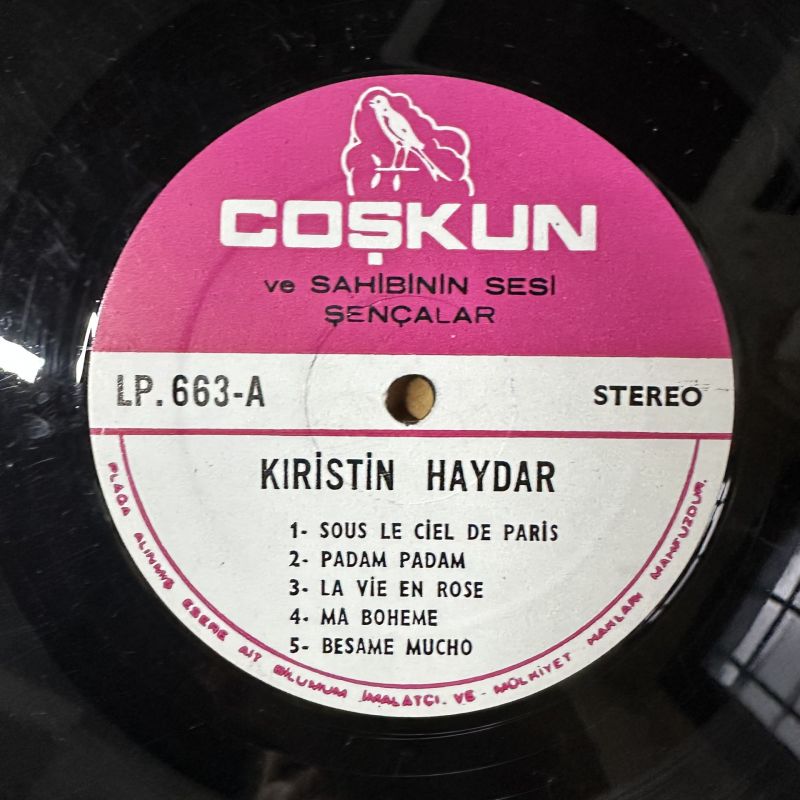 COŞKUN
ve SAHİBİNİN SESİ
ŞENÇALAR
LP. 663-A
STEREO
KIRİSTİN HAYDAR
1- SOUS LE CİEL DE PARİS
2- PADAM PADAM
3- LA VİE EN ROSE
4- MA BOHEME
5- BESAME MUCHO
PLAĞA ALINMIŞ ESERE AİT BİLUMUM İMALATÇI. VE - MÜLKİYET HAKLARI MAHFUZDUR.